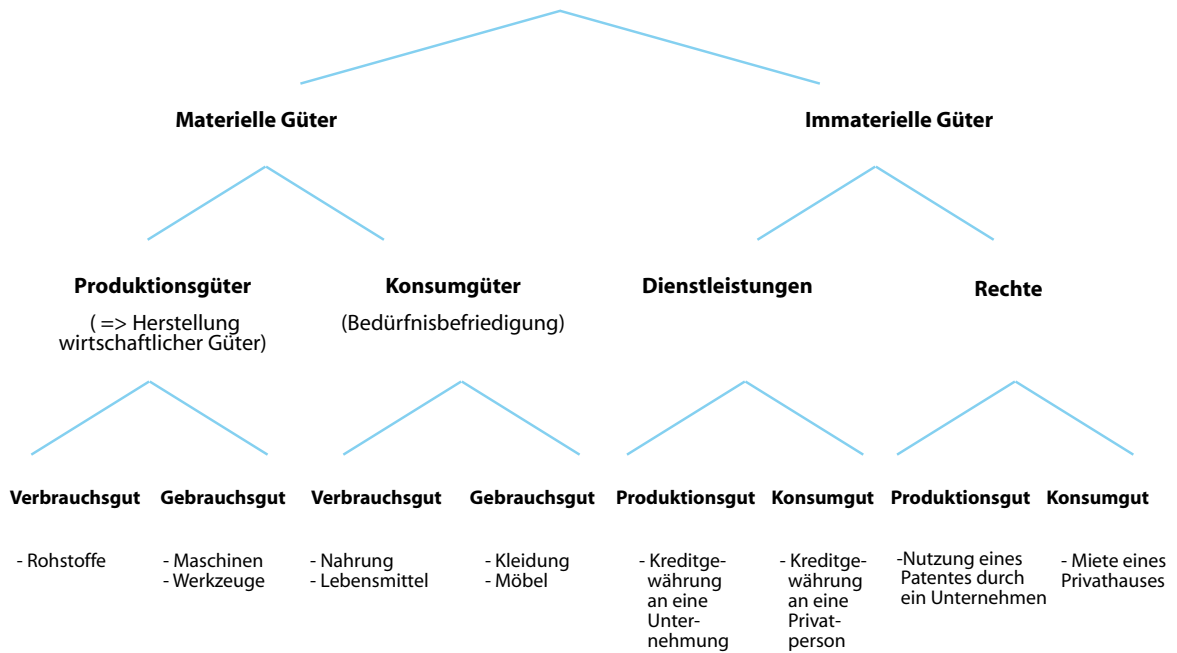 Materielle Güter
Immaterielle Güter
Produktionsgüter
( => Herstellung
wirtschaftlicher Güter)
Konsumgüter
(Bedürfnisbefriedigung)
Dienstleistungen
Rechte
Verbrauchsgut
Gebrauchsgut
Verbrauchsgut
Gebrauchsgut
Produktionsgut
Konsumgut
Produktionsgut
Konsumgut
- Rohstoffe
- Maschinen
- Werkzeuge
- Nahrung
- Lebensmittel
- Kleidung
- Möbel
- Kreditge-
währung
an eine
Unter-
nehmung
- Kreditge-
währung
an eine
Privat-
person
-Nutzung eines
Patentes durch
ein Unternehmen
- Miete eines
Privathauses